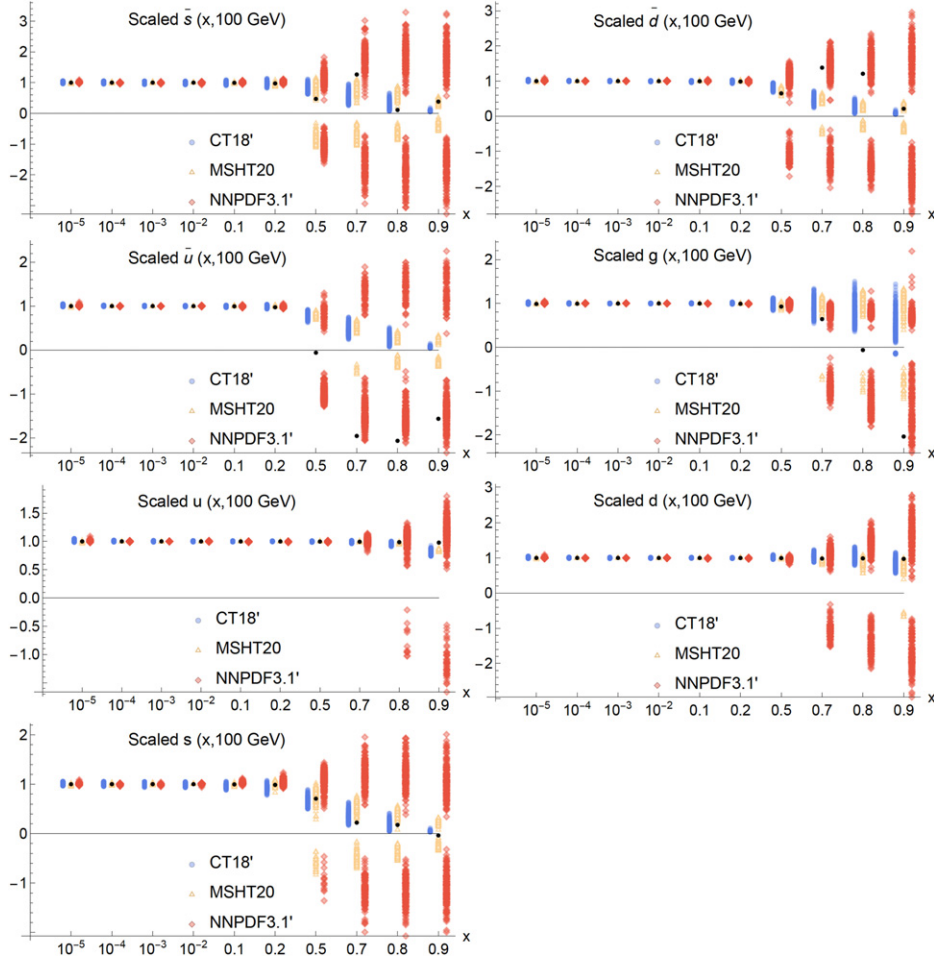 Scaled s̄ (x,100 GeV)
3
2
1
0
−1
−2
CT18'
MSHT20
NNPDF3.1'
10⁻⁵ 10⁻⁴ 10⁻³ 10⁻² 0.1 0.2 0.5 0.7 0.8 0.9 x
Scaled d̄ (x,100 GeV)
3
2
1
0
−1
−2
CT18'
MSHT20
NNPDF3.1'
10⁻⁵ 10⁻⁴ 10⁻³ 10⁻² 0.1 0.2 0.5 0.7 0.8 0.9 x
Scaled ū (x,100 GeV)
2
1
0
−1
−2
CT18'
MSHT20
NNPDF3.1'
10⁻⁵ 10⁻⁴ 10⁻³ 10⁻² 0.1 0.2 0.5 0.7 0.8 0.9 x
Scaled g (x,100 GeV)
2
1
0
−1
−2
CT18'
MSHT20
NNPDF3.1'
10⁻⁵ 10⁻⁴ 10⁻³ 10⁻² 0.1 0.2 0.5 0.7 0.8 0.9 x
Scaled u (x,100 GeV)
1.5
1.0
0.5
0.0
−0.5
−1.0
CT18'
MSHT20
NNPDF3.1'
10⁻⁵ 10⁻⁴ 10⁻³ 10⁻² 0.1 0.2 0.5 0.7 0.8 0.9 x
Scaled d (x,100 GeV)
3
2
1
0
−1
−2
CT18'
MSHT20
NNPDF3.1'
10⁻⁵ 10⁻⁴ 10⁻³ 10⁻² 0.1 0.2 0.5 0.7 0.8 0.9 x
Scaled s (x,100 GeV)
2
1
0
−1
CT18'
MSHT20
NNPDF3.1'
10⁻⁵ 10⁻⁴ 10⁻³ 10⁻² 0.1 0.2 0.5 0.7 0.8 0.9 x